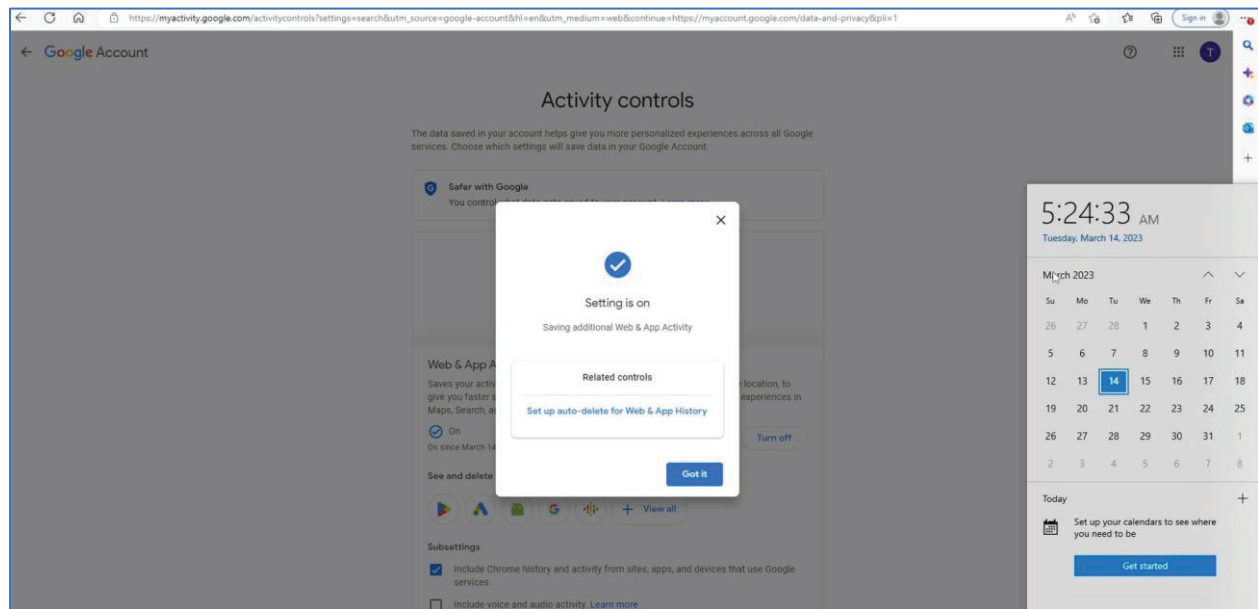 https://myactivity.google.com/activitycontrols?settings=search&utm_source=google-account&hl=en&utm_medium=web&continue=https://myaccount.google.com/data-and-privacy&pli=1
Sign in
Google Account
T
Activity controls
The data saved in your account helps give you more personalized experiences across all Google
services. Choose which settings will save data in your Google Account.
Safer with Google
You control
Setting is on
Saving additional Web & App Activity
Related controls
Set up auto-delete for Web & App History
Got it
Web & App A
Saves your activ location, to
give you faster experiences in
Maps, Search, a
On
On since March 14
Turn off
See and delete
View all
Subsettings
Include Chrome history and activity from sites, apps, and devices that use Google
services
Include voice and audio activity. Learn more
5:24:33 AM
Tuesday, March 14, 2023
March 2023
Su Mo Tu We Th Fr Sa
26 27 28 1 2 3 4
5 6 7 8 9 10 11
12 13 14 15 16 17 18
19 20 21 22 23 24 25
26 27 28 29 30 31 1
2 3 4 5 6 7 8
Today
Set up your calendars to see where
you need to be
Get started